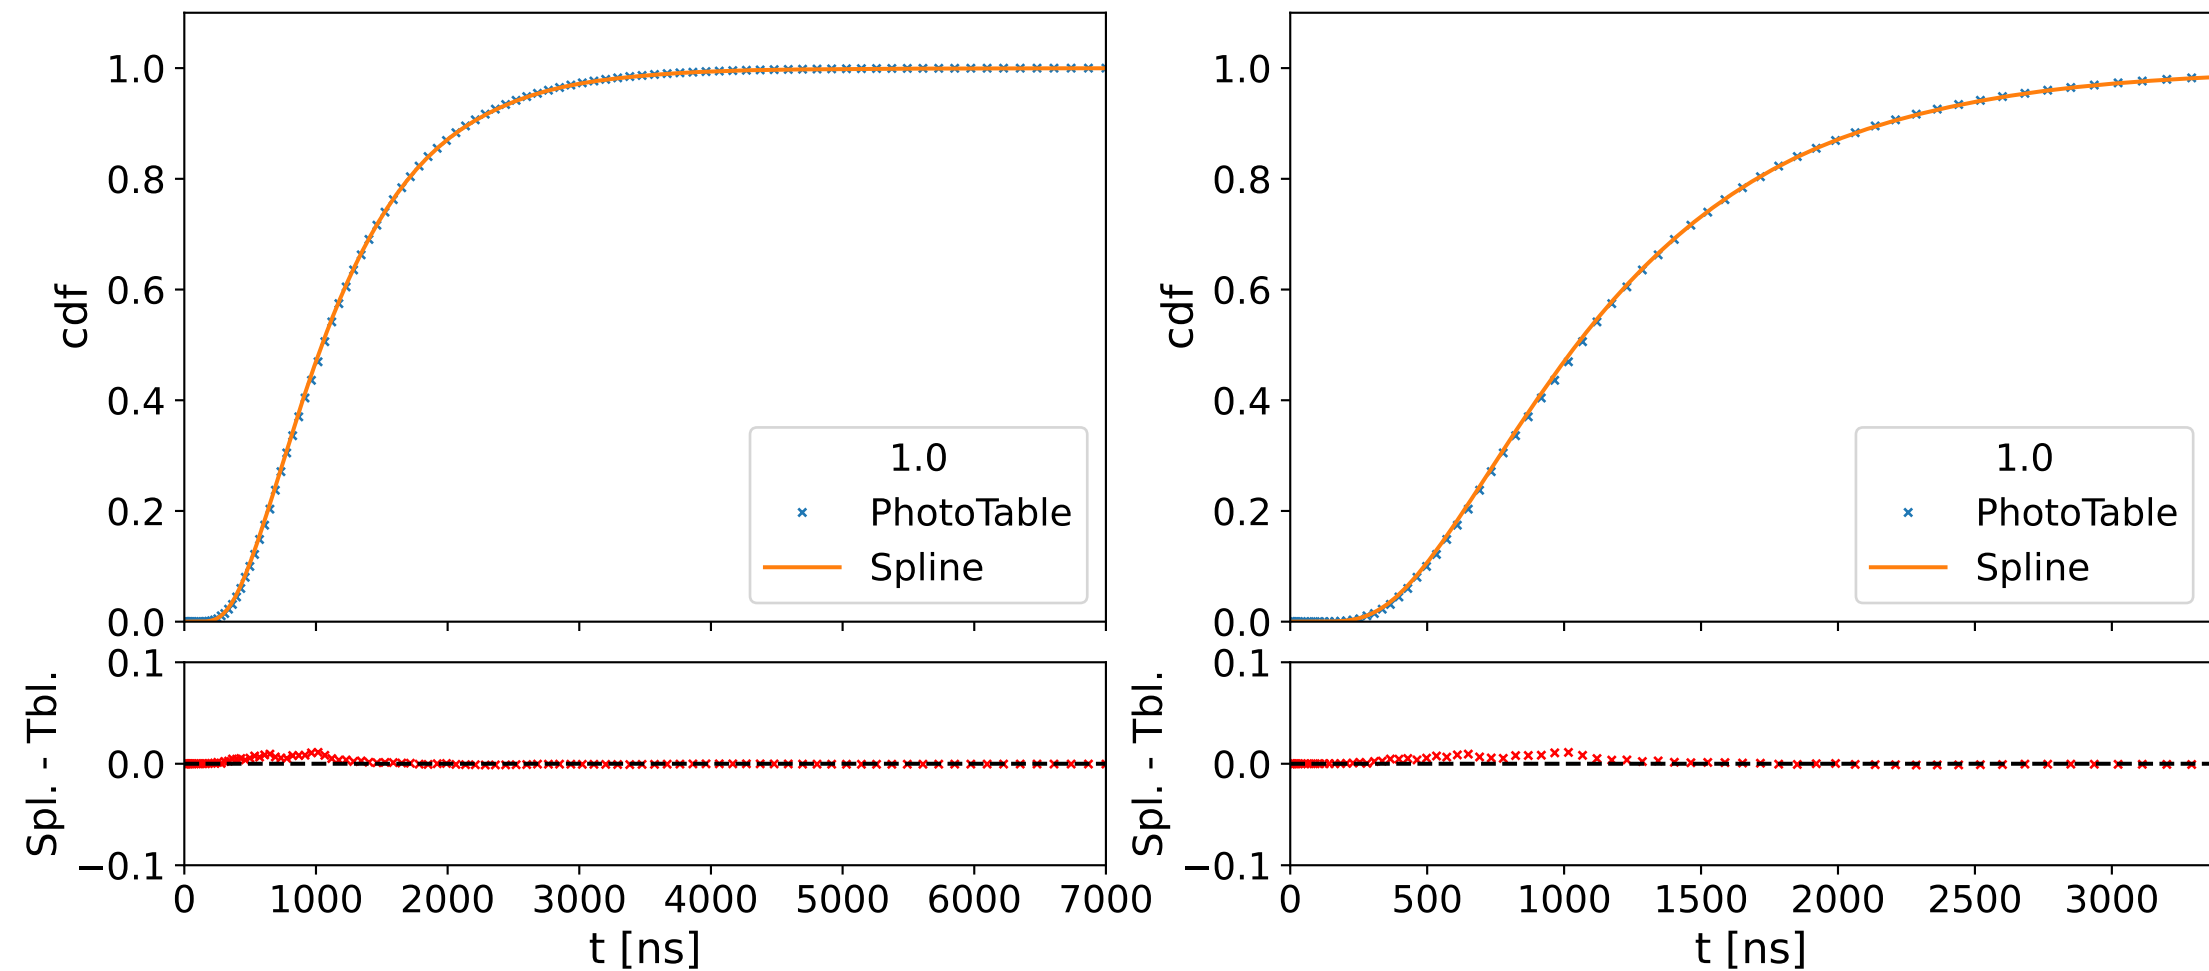 1.0
0.8
0.6
0.4
0.2
0.0
cdf
1.0
PhotoTable
Spline
0.1
0.0
−0.1
Spl. - Tbl.
0 1000 2000 3000 4000 5000 6000 7000
t [ns]
1.0
0.8
0.6
0.4
0.2
0.0
cdf
1.0
PhotoTable
Spline
0.1
0.0
−0.1
Spl. - Tbl.
0 500 1000 1500 2000 2500 3000
t [ns]